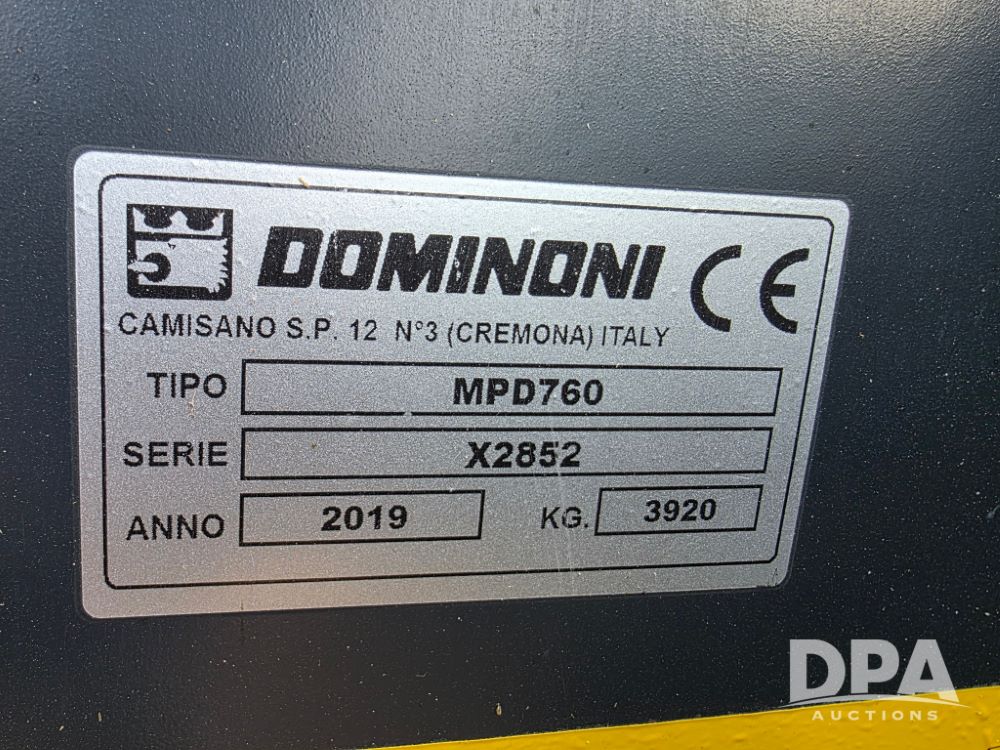 DOMINONI CE
CAMISANO S.P. 12 N°3 (CREMONA) ITALY
TIPO MPD760
SERIE X2852
ANNO 2019 KG. 3920
DPA
AUCTIONS